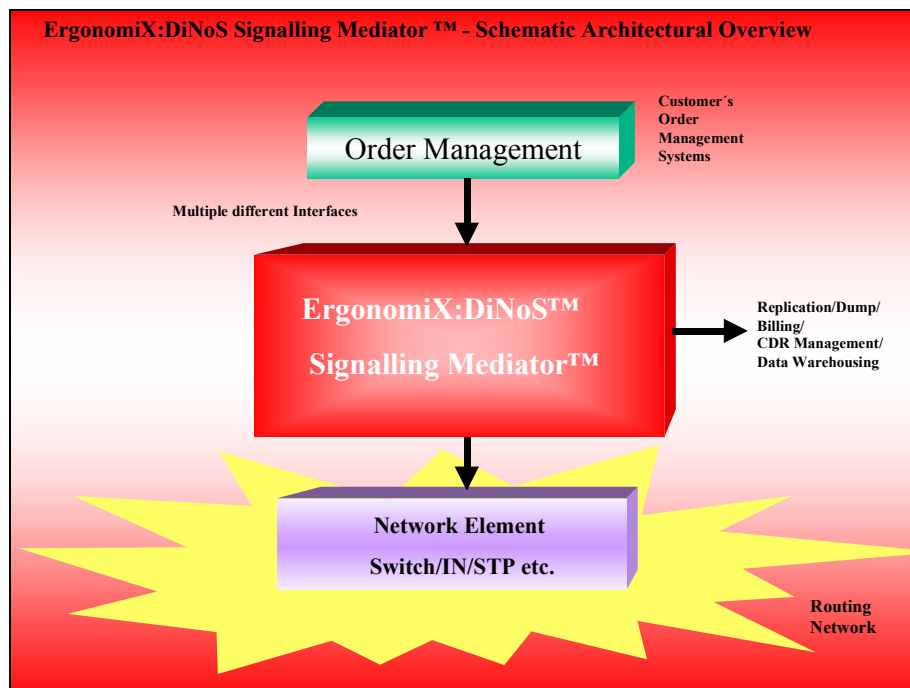 ErgonomiX:DiNoS Signalling Mediator ™ - Schematic Architectural Overview
Customer´s
Order
Management
Systems
Order Management
Multiple different Interfaces
ErgonomiX:DiNoS™
Signalling Mediator™
Replication/Dump/
Billing/
CDR Management/
Data Warehousing
Network Element
Switch/IN/STP etc.
Routing
Network